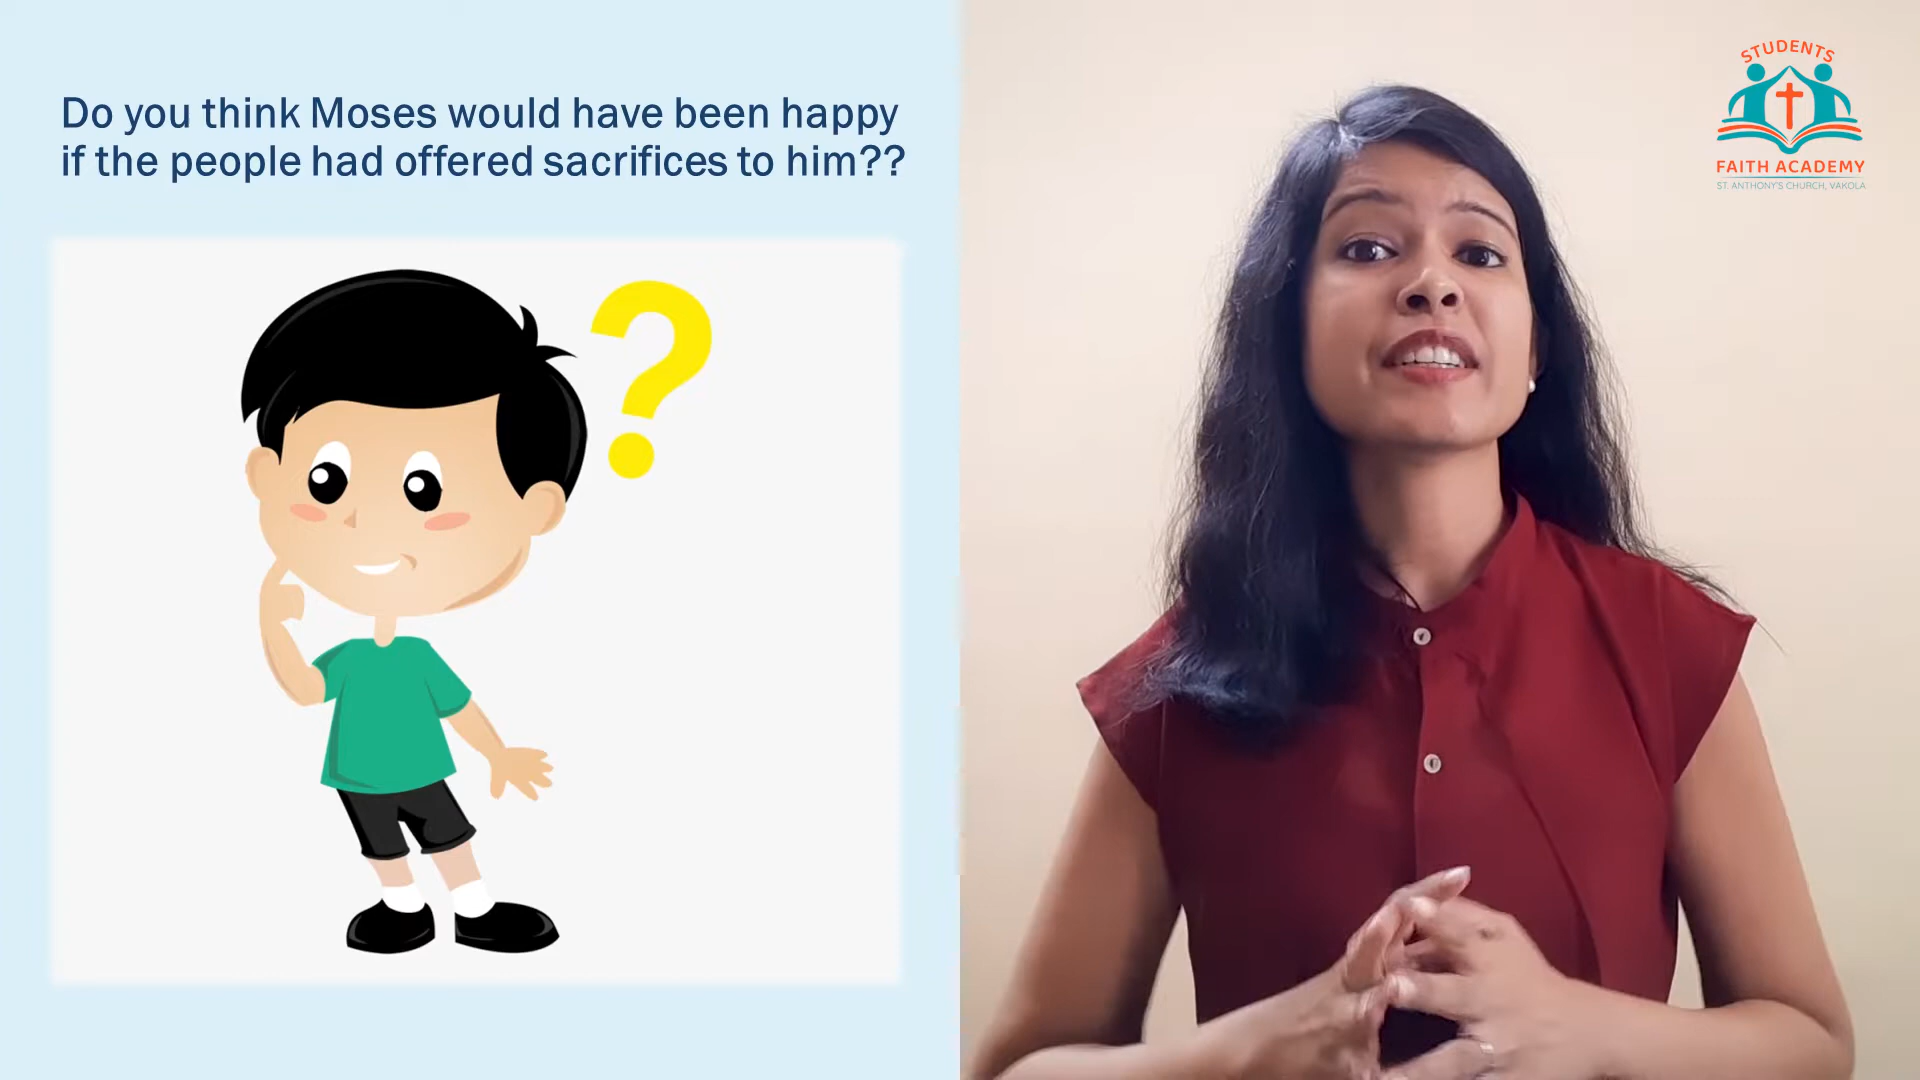 Do you think Moses would have been happy
if the people had offered sacrifices to him??
?
STUDENTS
FAITH ACADEMY
ST. ANTHONY'S CHURCH, VAKOLA